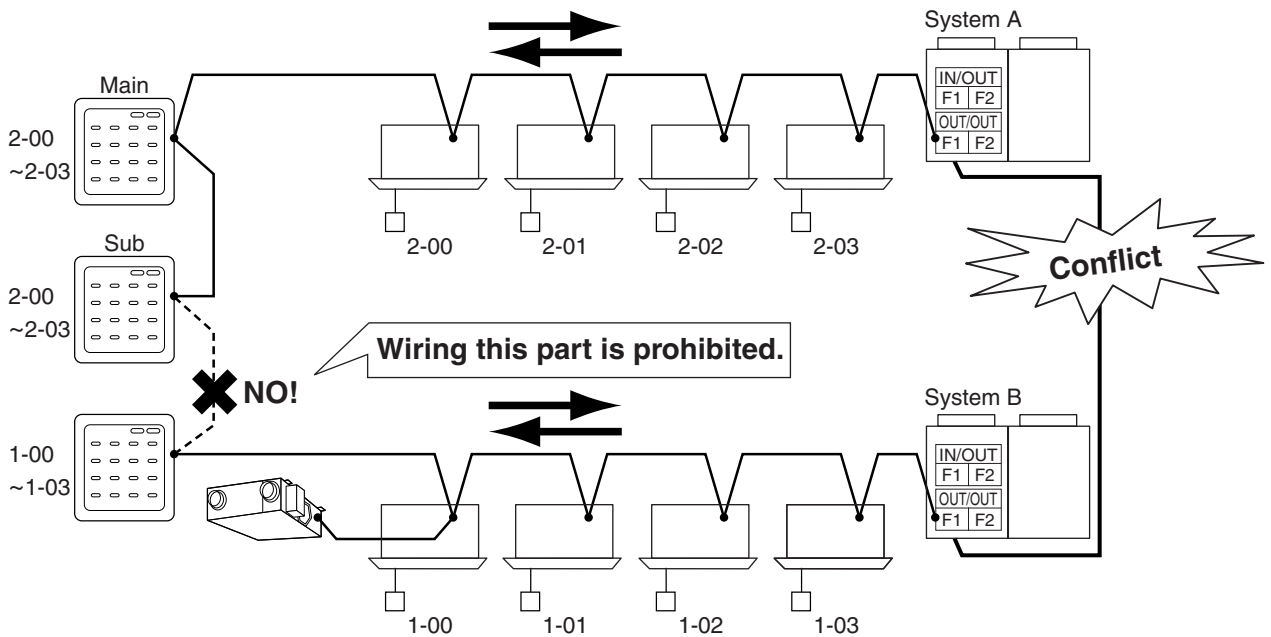 System A
Main
IN/OUT
F1 F2
OUT/OUT
F1 F2
2-00
~2-03
2-00
2-01
2-02
2-03
Sub
Conflict
2-00
~2-03
Wiring this part is prohibited.
NO!
System B
1-00
~1-03
IN/OUT
F1 F2
OUT/OUT
F1 F2
1-00
1-01
1-02
1-03